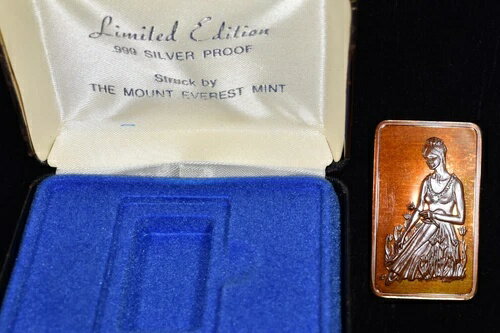 Limited Edition
.999 SILVER PROOF
Struck by
THE MOUNT EVEREST MINT